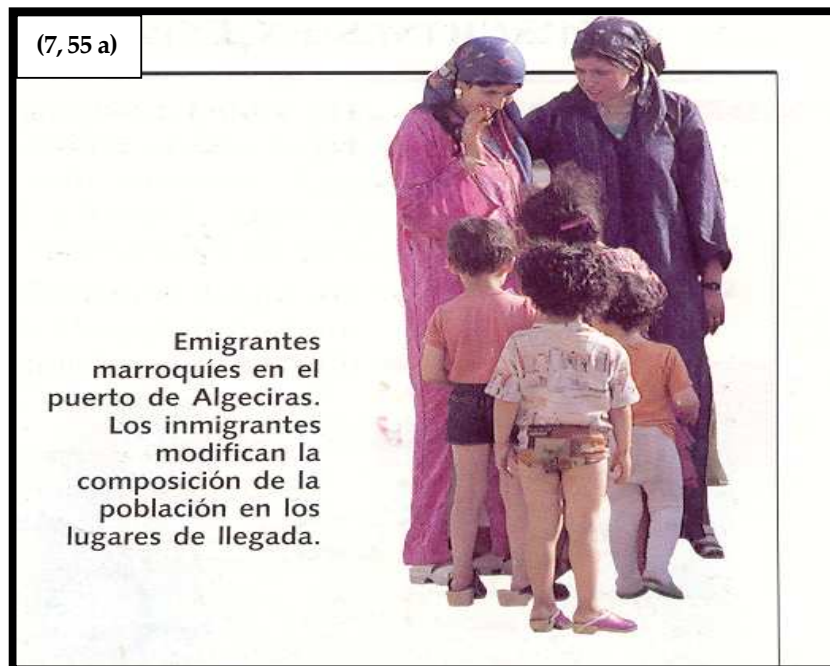 (7, 55 a)
Emigrantes
marroquíes en el
puerto de Algeciras.
Los inmigrantes
modifican la
composición de la
población en los
lugares de llegada.